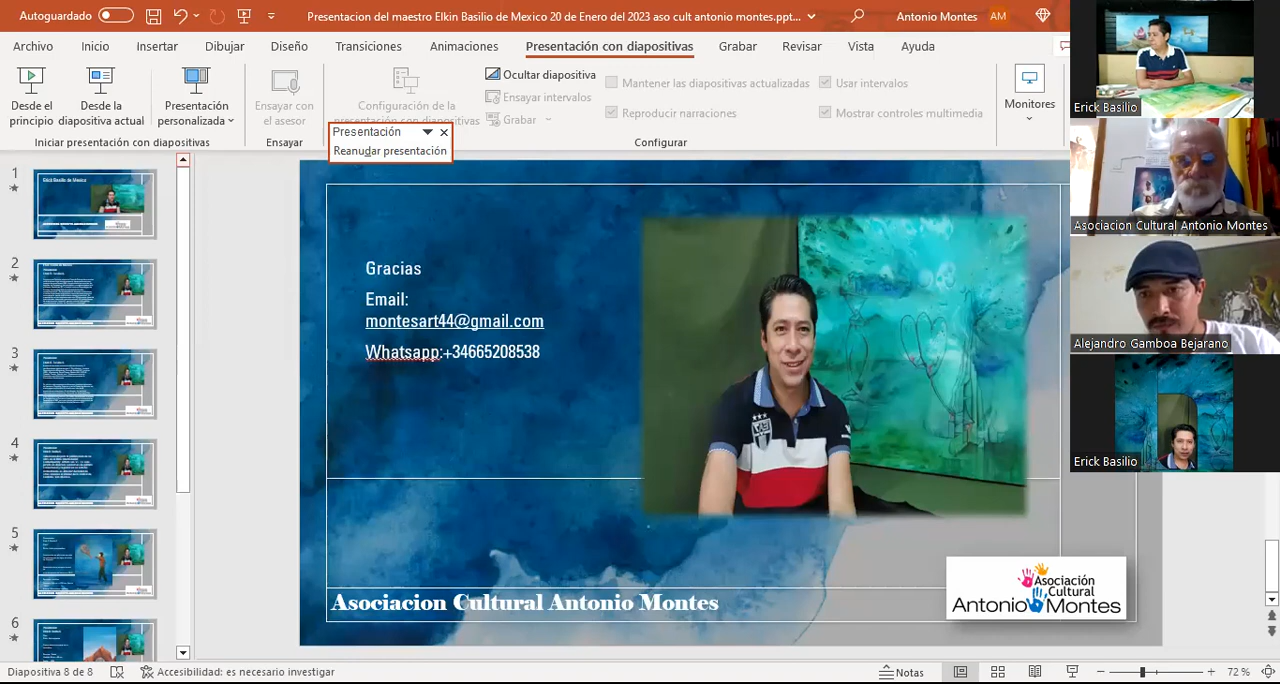 Autoguardado
Presentacion del maestro Elkin Basilio de Mexico 20 de Enero del 2023 aso cult antonio montes.ppt...
Antonio Montes
AM
Archivo
Inicio
Insertar
Dibujar
Diseño
Transiciones
Animaciones
Presentación con diapositivas
Grabar
Revisar
Vista
Ayuda
Desde el principio
Desde la diapositiva actual
Presentación personalizada
Iniciar presentación con diapositivas
Ensayar con el asesor
Ensayar
Configuración de la
presentación con diapositivas
Ocultar diapositiva
Ensayar intervalos
Grabar
Mantener las diapositivas actualizadas
Reproducir narraciones
Usar intervalos
Mostrar controles multimedia
Configurar
Monitores
Presentación
Reanudar presentación
1
2
3
4
5
6
Gracias
Email:
montesart44@gmail.com
Whatsapp:+34665208538
Asociacion Cultural Antonio Montes
Asociación
Cultural
Antonio Montes
Erick Basilio
Asociacion Cultural Antonio Montes
Alejandro Gamboa Bejarano
Erick Basilio
Diapositiva 8 de 8
Accesibilidad: es necesario investigar
Notas
72 %